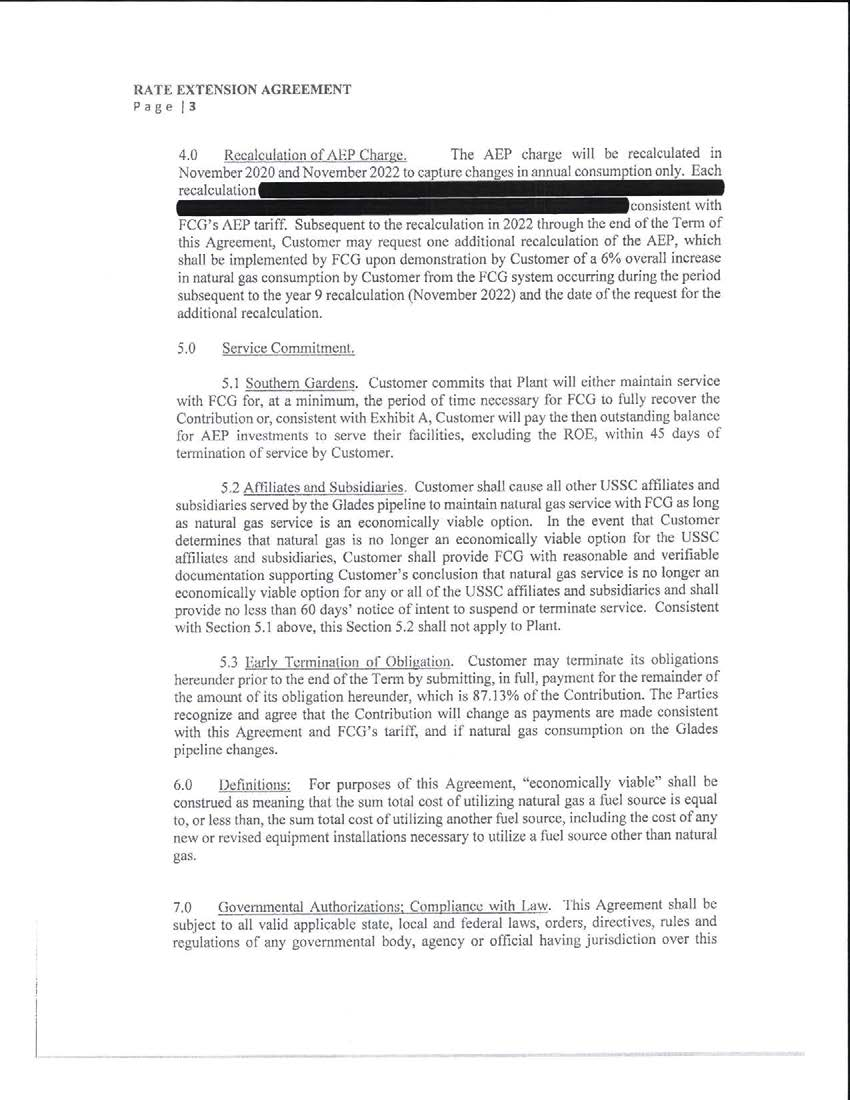 RATE EXTENSION AGREEMENT
Page | 3
4.0 Recalculation of AEP Charge. The AEP charge will be recalculated in
November 2020 and November 2022 to capture changes in annual consumption only. Each
recalculation
consistent with
FCG's AEP tariff. Subsequent to the recalculation in 2022 through the end of the Term of
this Agreement, Customer may request one additional recalculation of the AEP, which
shall be implemented by FCG upon demonstration by Customer of a 6% overall increase
in natural gas consumption by Customer from the FCG system occurring during the period
subsequent to the year 9 recalculation (November 2022) and the date of the request for the
additional recalculation.
5.0 Service Commitment.
5.1 Southern Gardens. Customer commits that Plant will either maintain service
with FCG for, at a minimum, the period of time necessary for FCG to fully recover the
Contribution or, consistent with Exhibit A, Customer will pay the then outstanding balance
for AEP investments to serve their facilities, excluding the ROE, within 45 days of
termination of service by Customer.
5.2 Affiliates and Subsidiaries. Customer shall cause all other USSC affiliates and
subsidiaries served by the Glades pipeline to maintain natural gas service with FCG as long
as natural gas service is an economically viable option. In the event that Customer
determines that natural gas is no longer an economically viable option for the USSC
affiliates and subsidiaries, Customer shall provide FCG with reasonable and verifiable
documentation supporting Customer's conclusion that natural gas service is no longer an
economically viable option for any or all of the USSC affiliates and subsidiaries and shall
provide no less than 60 days' notice of intent to suspend or terminate service. Consistent
with Section 5.1 above, this Section 5.2 shall not apply to Plant.
5.3 Early Termination of Obligation. Customer may terminate its obligations
hereunder prior to the end of the Term by submitting, in full, payment for the remainder of
the amount of its obligation hereunder, which is 87.13% of the Contribution. The Parties
recognize and agree that the Contribution will change as payments are made consistent
with this Agreement and FCG's tariff, and if natural gas consumption on the Glades
pipeline changes.
6.0 Definitions: For purposes of this Agreement, "economically viable" shall be
construed as meaning that the sum total cost of utilizing natural gas a fuel source is equal
to, or less than, the sum total cost of utilizing another fuel source, including the cost of any
new or revised equipment installations necessary to utilize a fuel source other than natural
gas.
7.0 Governmental Authorizations; Compliance with Law. This Agreement shall be
subject to all valid applicable state, local and federal laws, orders, directives, rules and
regulations of any governmental body, agency or official having jurisdiction over this